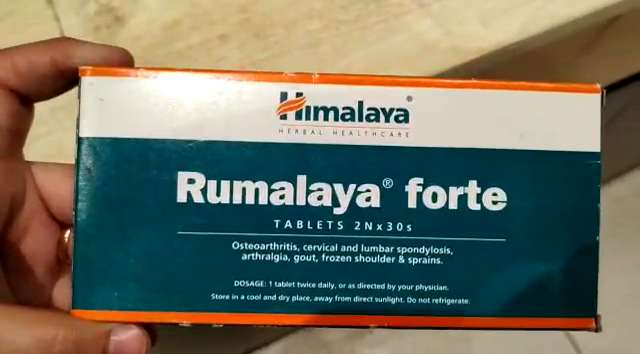 Himalaya®
HERBAL HEALTHCARE
Rumalaya® forte
TABLETS 2Nx30s
Osteoarthritis, cervical and lumbar spondylosis,
arthralgia, gout, frozen shoulder & sprains.
DOSAGE: 1 tablet twice daily, or as directed by your physician.
Store in a cool and dry place, away from direct sunlight. Do not refrigerate.